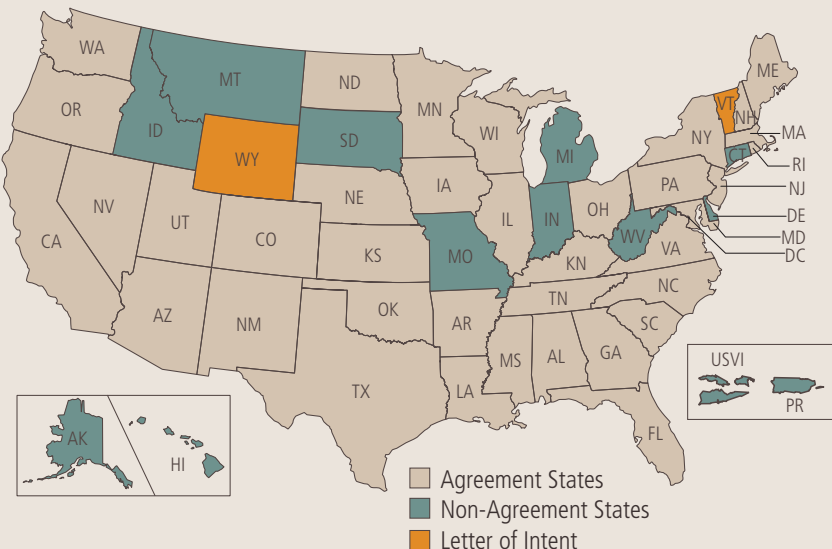 WA
MT
ND
MN
ME
OR
ID
WY
SD
WI
MI
VT
NH
NY
MA
CT
RI
NV
UT
CO
NE
IA
IL
IN
OH
PA
NJ
DE
MD
DC
CA
KS
MO
KN
WV
VA
AZ
NM
OK
AR
TN
NC
SC
TX
LA
MS
AL
GA
FL
USVI
PR
AK
HI
Agreement States
Non-Agreement States
Letter of Intent